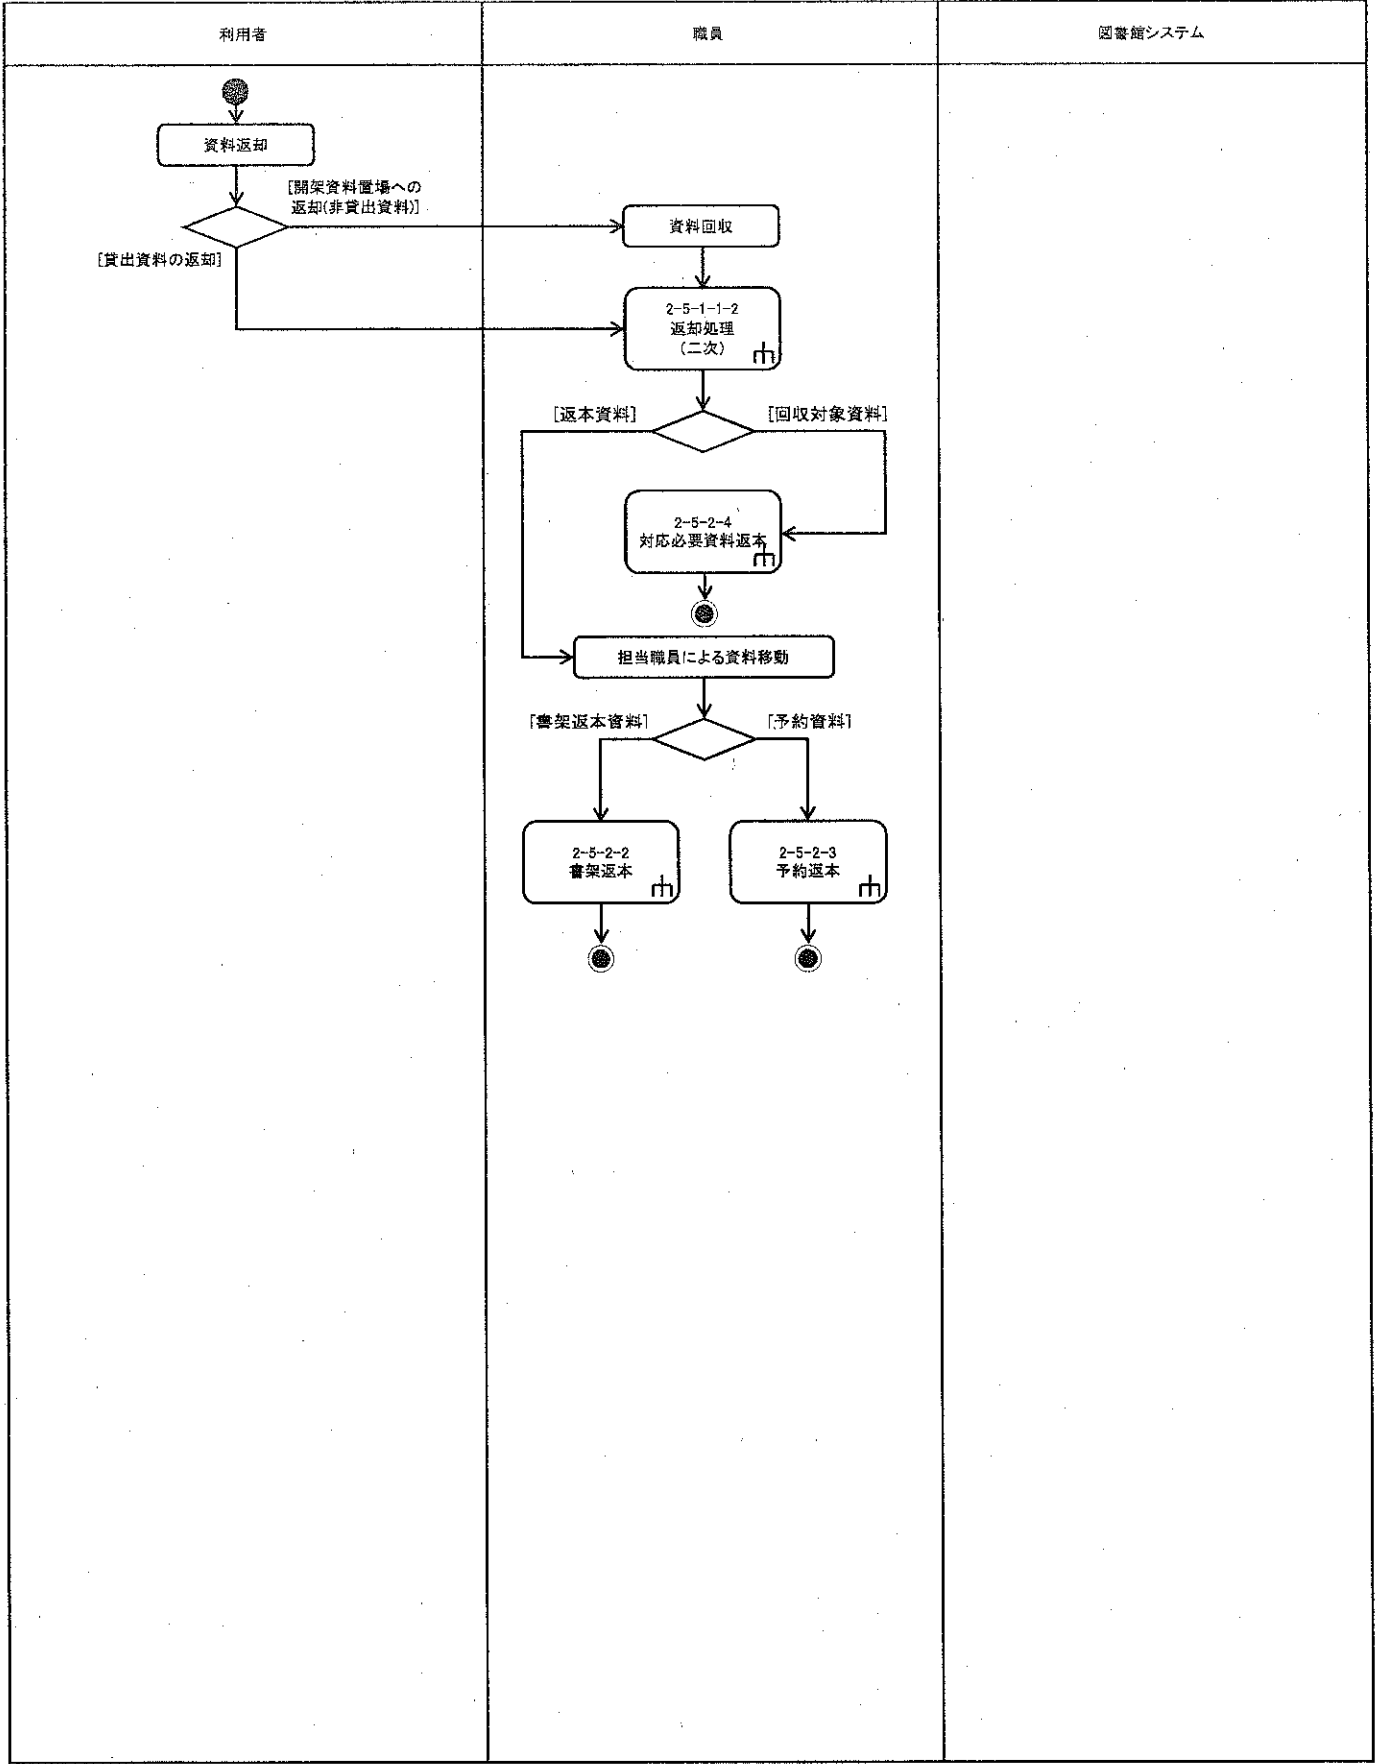 利用者
職員
図書館システム
資料返却
[開架資料置場への
返却(非貸出資料)]
資料回収
[貸出資料の返却]
2-5-1-1-2
返却処理
(二次)
[返本資料]
[回収対象資料]
2-5-2-4
対応必要資料返本
担当職員による資料移動
[書架返本資料]
[予約資料]
2-5-2-2
書架返本
2-5-2-3
予約返本